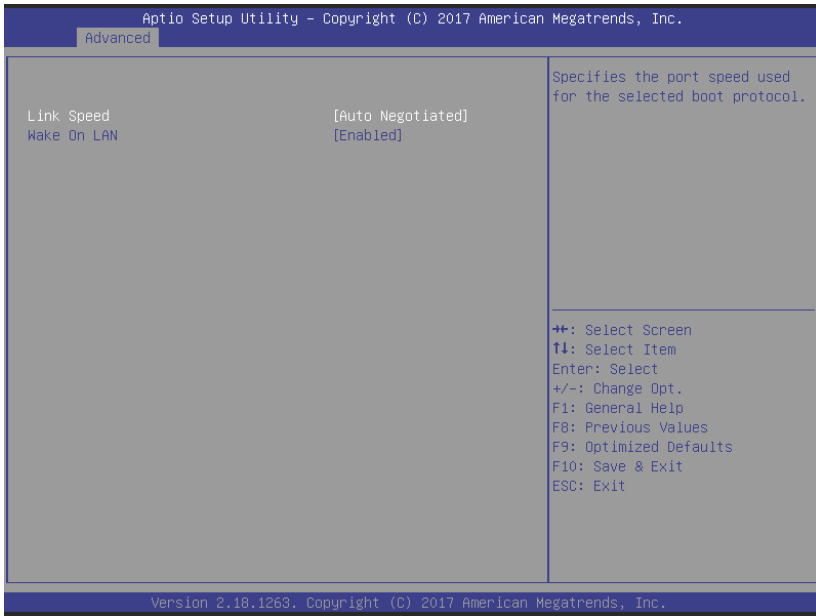 Aptio Setup Utility – Copyright (C) 2017 American Megatrends, Inc.
Advanced
Link Speed [Auto Negotiated]
Wake On LAN [Enabled]
Specifies the port speed used
for the selected boot protocol.
→←: Select Screen
↑↓: Select Item
Enter: Select
+/-: Change Opt.
F1: General Help
F8: Previous Values
F9: Optimized Defaults
F10: Save & Exit
ESC: Exit
Version 2.18.1263. Copyright (C) 2017 American Megatrends, Inc.